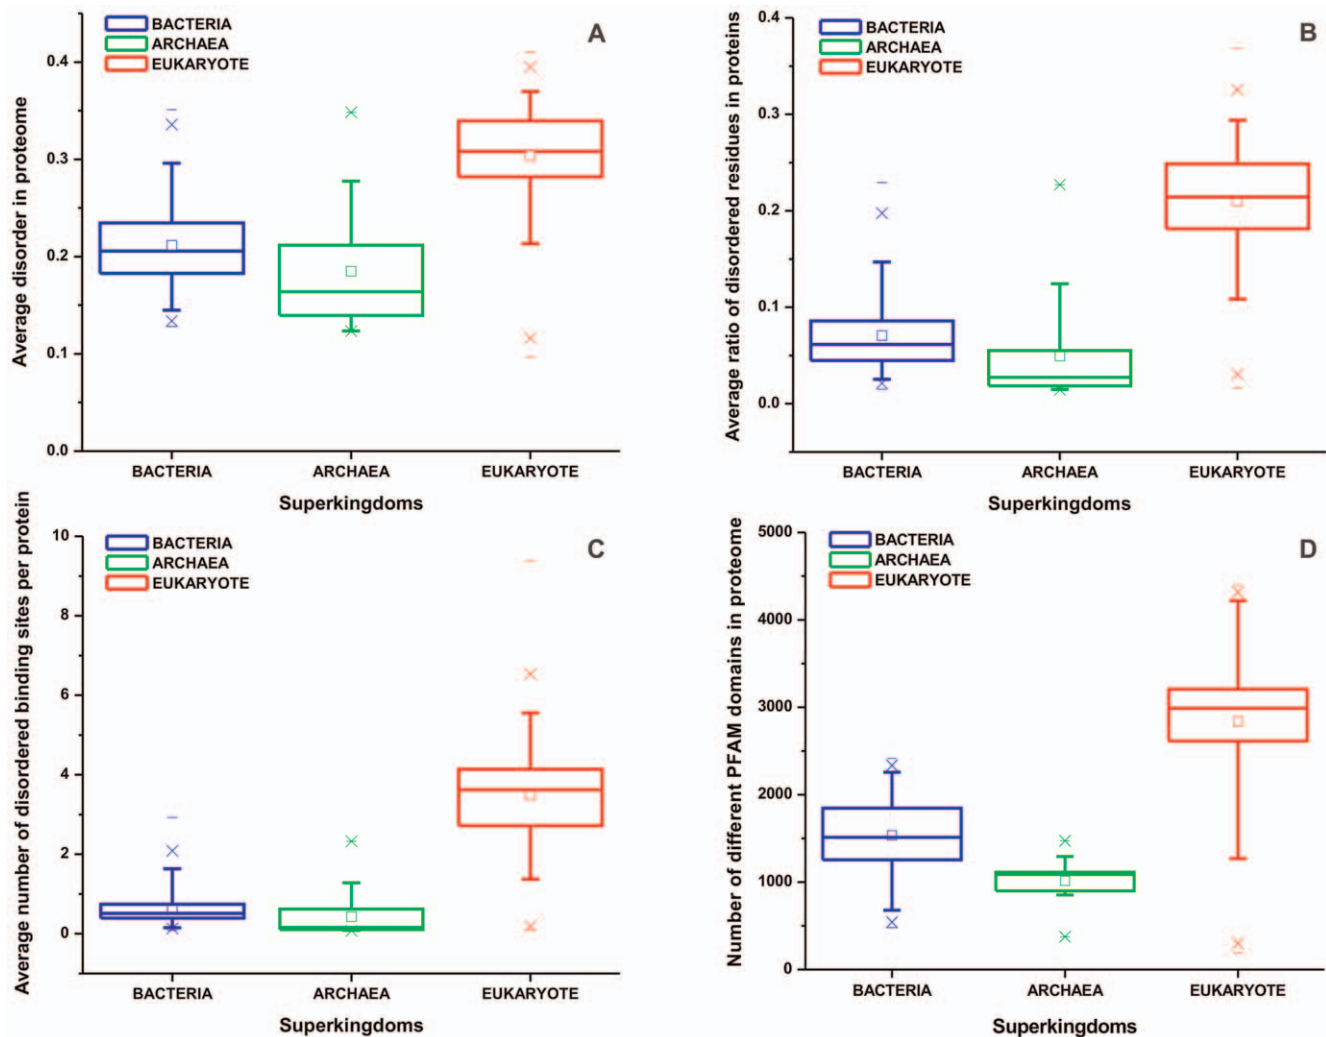 BACTERIA
ARCHAEA
EUKARYOTE
A
Average disorder in proteome
0.4
0.3
0.2
0.1
0.0
BACTERIA ARCHAEA EUKARYOTE
Superkingdoms
BACTERIA
ARCHAEA
EUKARYOTE
B
Average ratio of disordered residues in proteins
0.4
0.3
0.2
0.1
0.0
BACTERIA ARCHAEA EUKARYOTE
Superkingdoms
BACTERIA
ARCHAEA
EUKARYOTE
C
Average number of disordered binding sites per protein
10
8
6
4
2
0
BACTERIA ARCHAEA EUKARYOTE
Superkingdoms
BACTERIA
ARCHAEA
EUKARYOTE
D
Number of different PFAM domains in proteome
5000
4000
3000
2000
1000
0
BACTERIA ARCHAEA EUKARYOTE
Superkingdoms